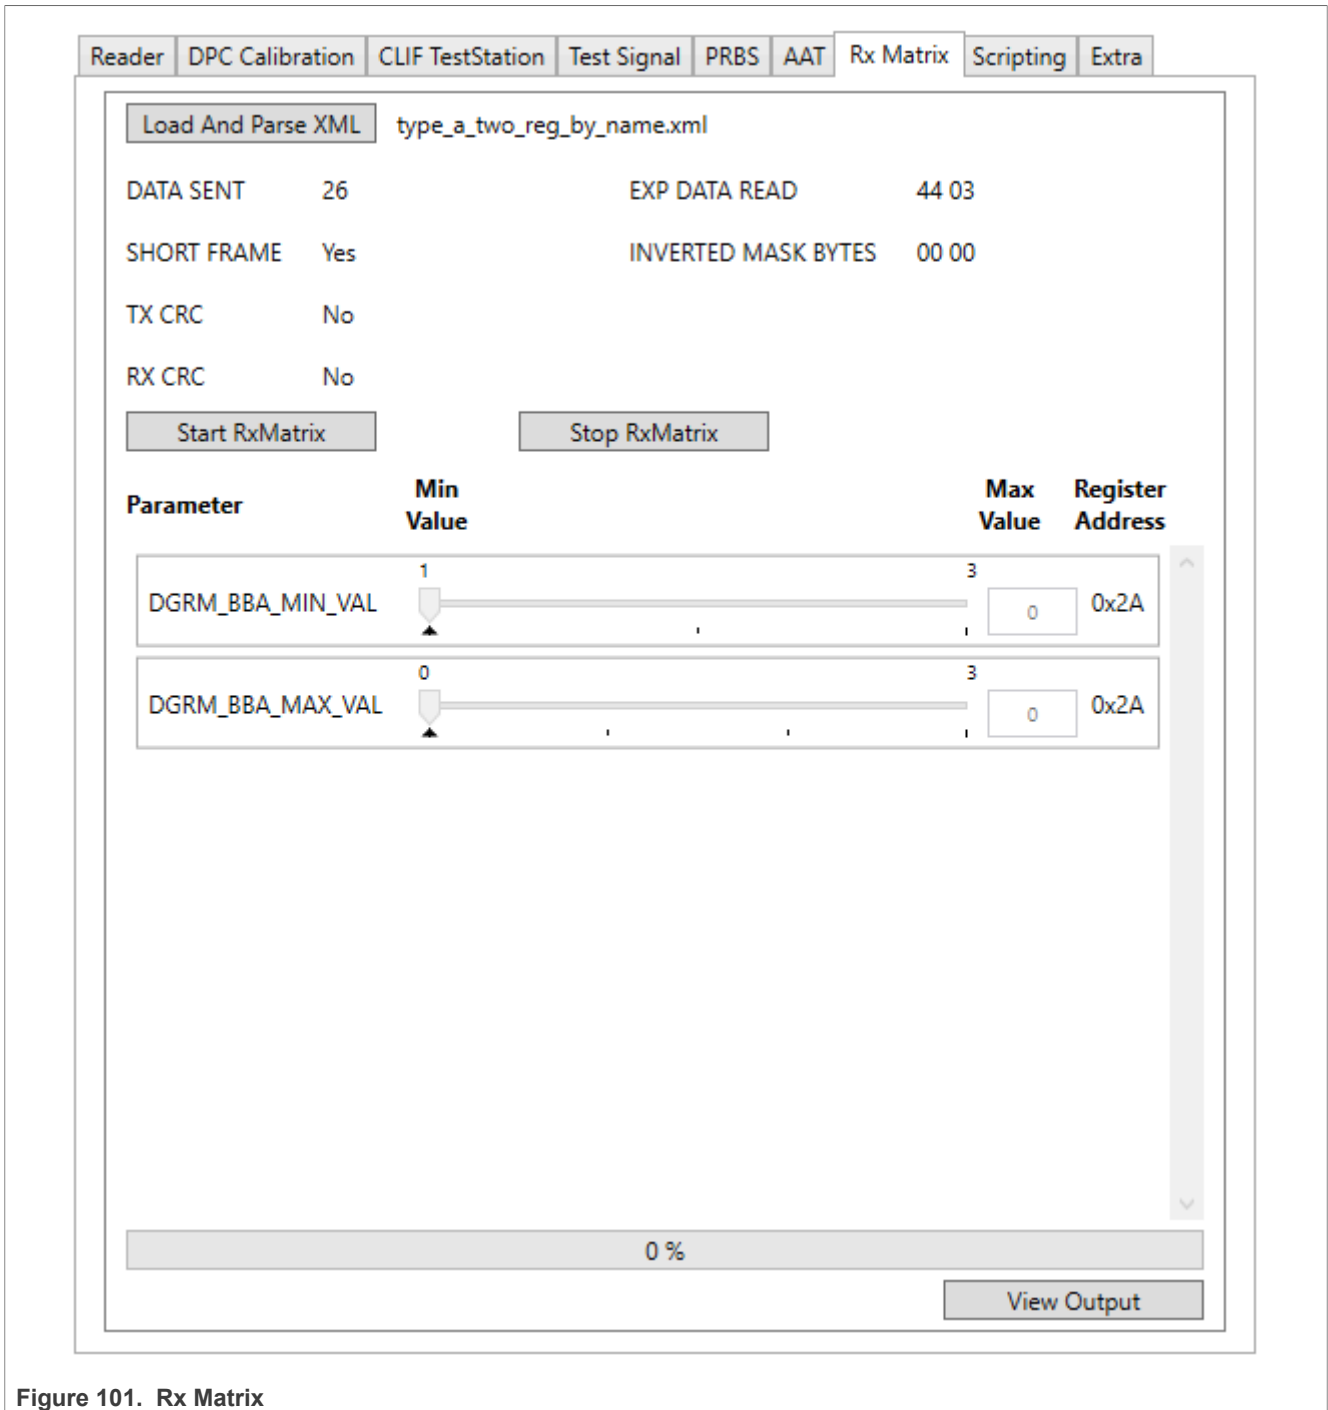 Reader DPC Calibration CLIF TestStation Test Signal PRBS AAT Rx Matrix Scripting Extra
Load And Parse XML type_a_two_reg_by_name.xml
DATA SENT 26 EXP DATA READ 44 03
SHORT FRAME Yes INVERTED MASK BYTES 00 00
TX CRC No
RX CRC No
Start RxMatrix Stop RxMatrix
Parameter Min Value Max Value Register Address
1 3
DGRM_BBA_MIN_VAL 0 0x2A
0 3
DGRM_BBA_MAX_VAL 0 0x2A
0 %
View Output
Figure 101. Rx Matrix